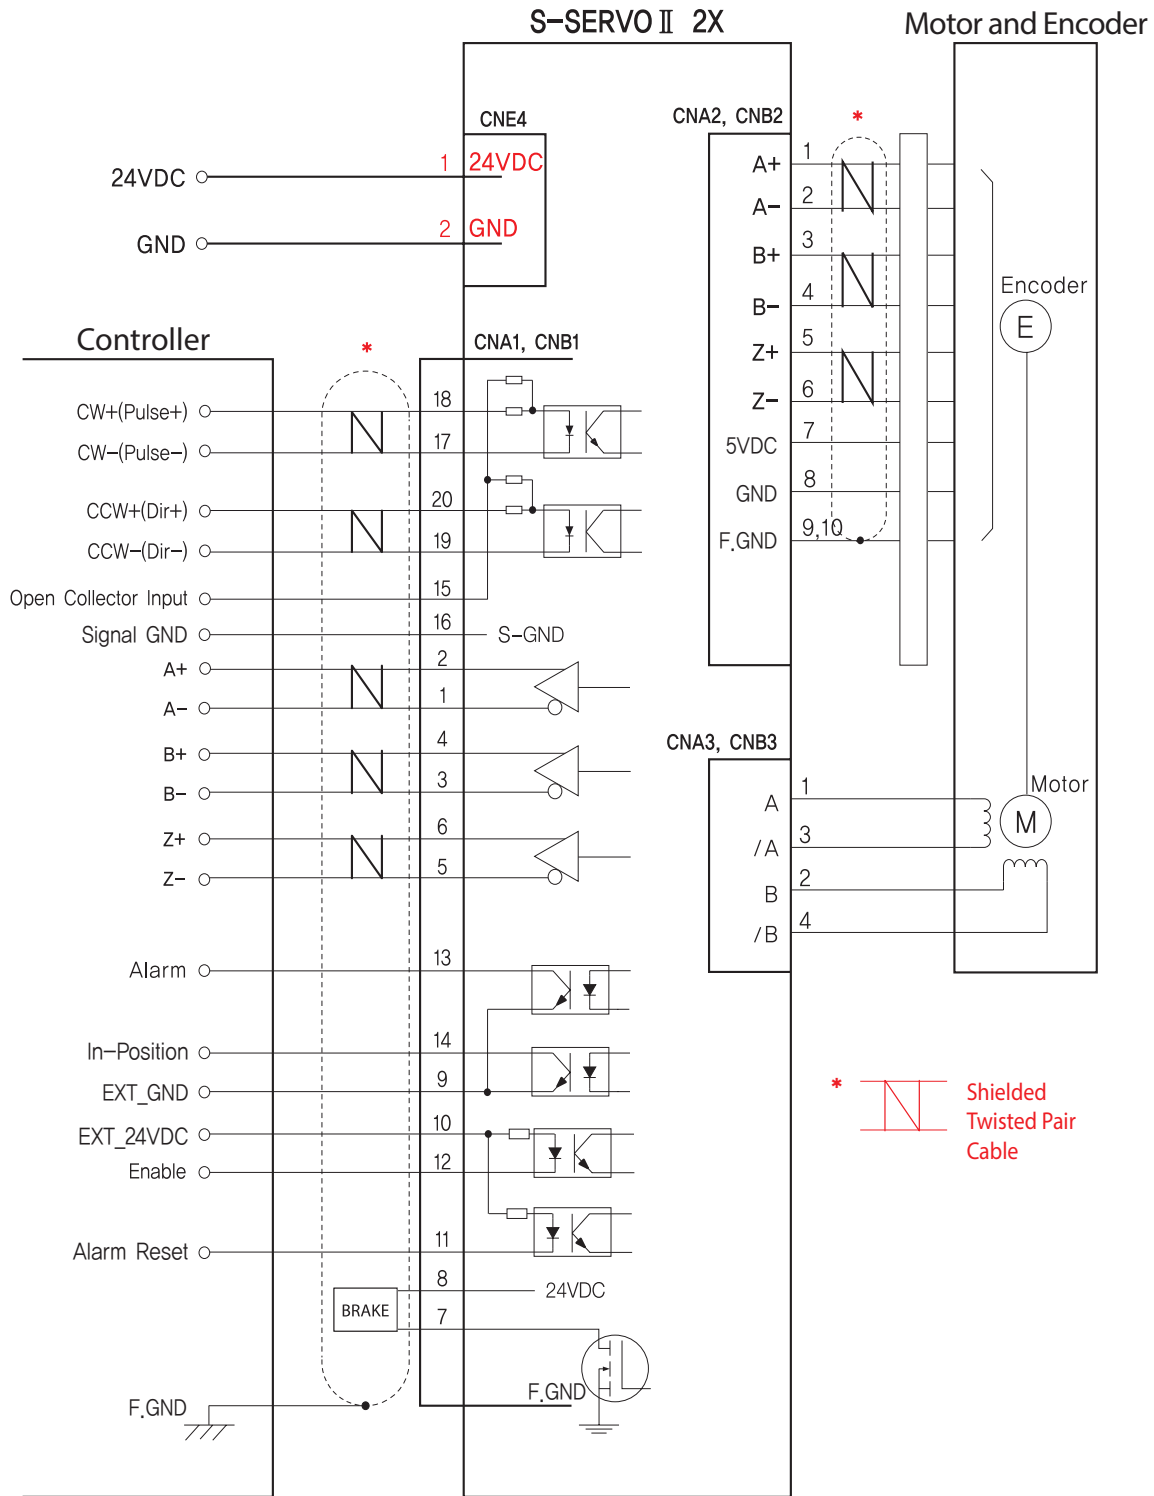 S-SERVO Ⅱ 2X
Motor and Encoder
CNE4
24VDC
1
24VDC
GND
2
GND
CNA2, CNB2
*
A+
1
A-
2
B+
3
B-
4
Z+
5
Z-
6
5VDC
7
GND
8
F.GND
9,10
Encoder
E
Controller
*
CNA1, CNB1
CW+(Pulse+)
18
CW-(Pulse-)
17
CCW+(Dir+)
20
CCW-(Dir-)
19
Open Collector Input
15
Signal GND
16
S-GND
A+
2
A-
1
B+
4
B-
3
Z+
6
Z-
5
CNA3, CNB3
A
1
/A
3
B
2
/B
4
Motor
M
Alarm
13
In-Position
14
EXT_GND
9
EXT_24VDC
10
Enable
12
Alarm Reset
11
8
24VDC
BRAKE
7
F.GND
F.GND
*
Shielded
Twisted Pair
Cable